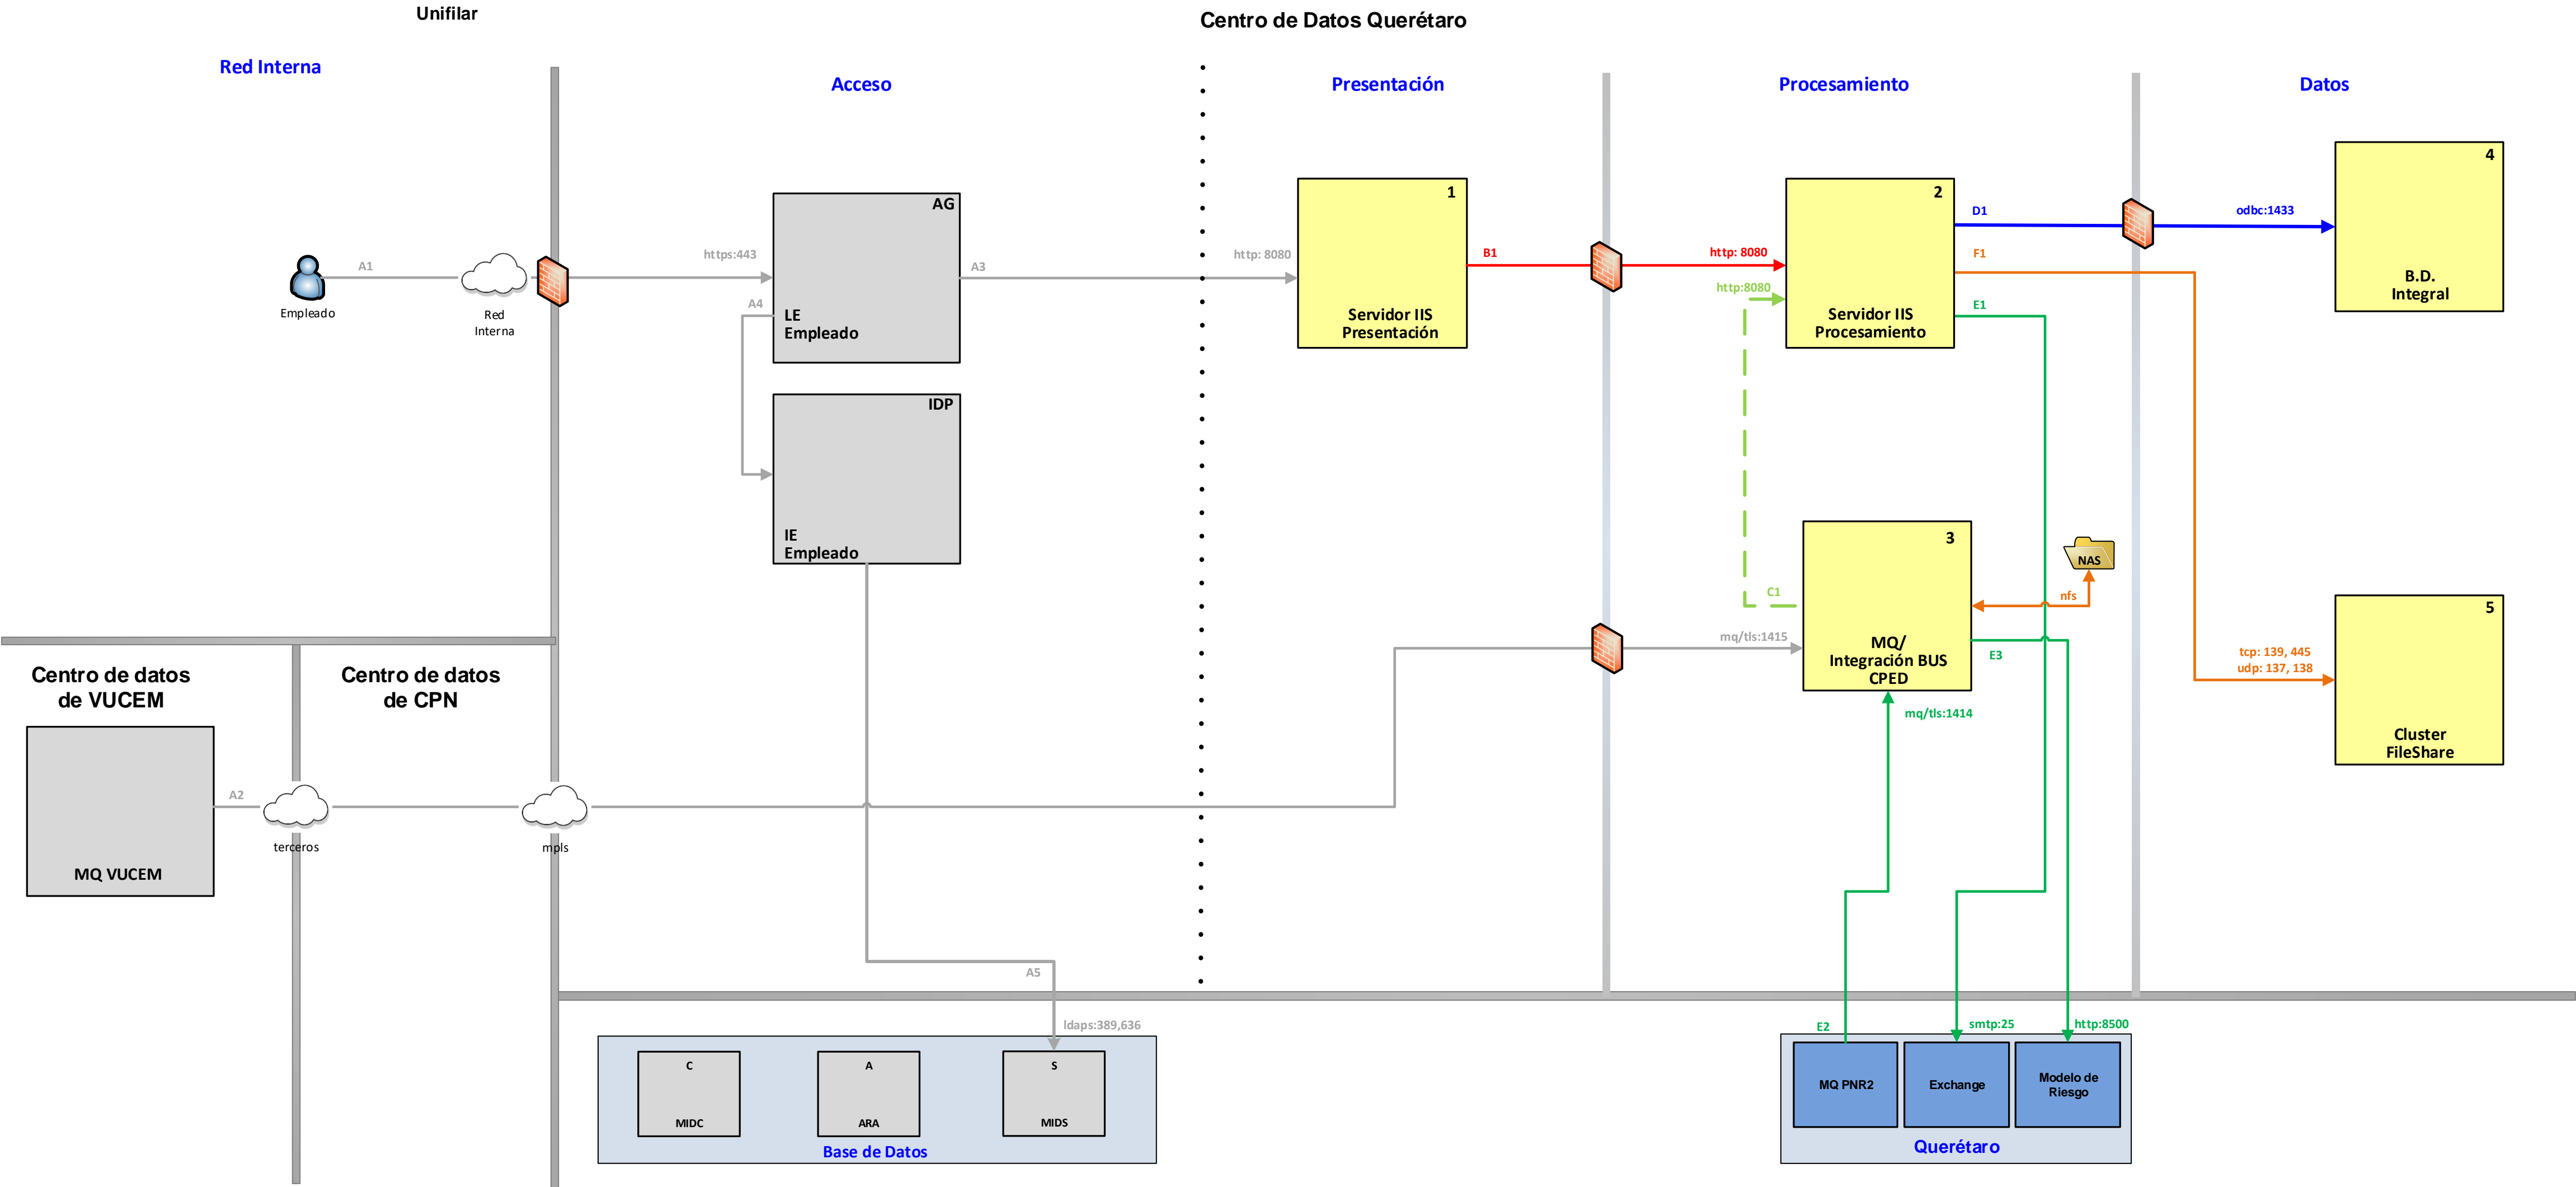 Unifilar
Centro de Datos Querétaro
Red Interna
Acceso
Presentación
Procesamiento
Datos
Empleado
A1
Red
Interna
https:443
A4
AG
LE
Empleado
A3
http: 8080
1
Servidor IIS
Presentación
B1
http: 8080
http:8080
2
Servidor IIS
Procesamiento
D1
F1
E1
odbc:1433
4
B.D.
Integral
IDP
IE
Empleado
C1
3
MQ/
Integración BUS
CPED
NAS
nfs
E3
mq/tls:1415
mq/tls:1414
tcp: 139, 445
udp: 137, 138
5
Cluster
FileShare
Centro de datos
de VUCEM
Centro de datos
de CPN
MQ VUCEM
A2
terceros
mpls
A5
ldaps:389,636
C
MIDC
A
ARA
S
MIDS
Base de Datos
E2
smtp:25
http:8500
MQ PNR2
Exchange
Modelo de
Riesgo
Querétaro